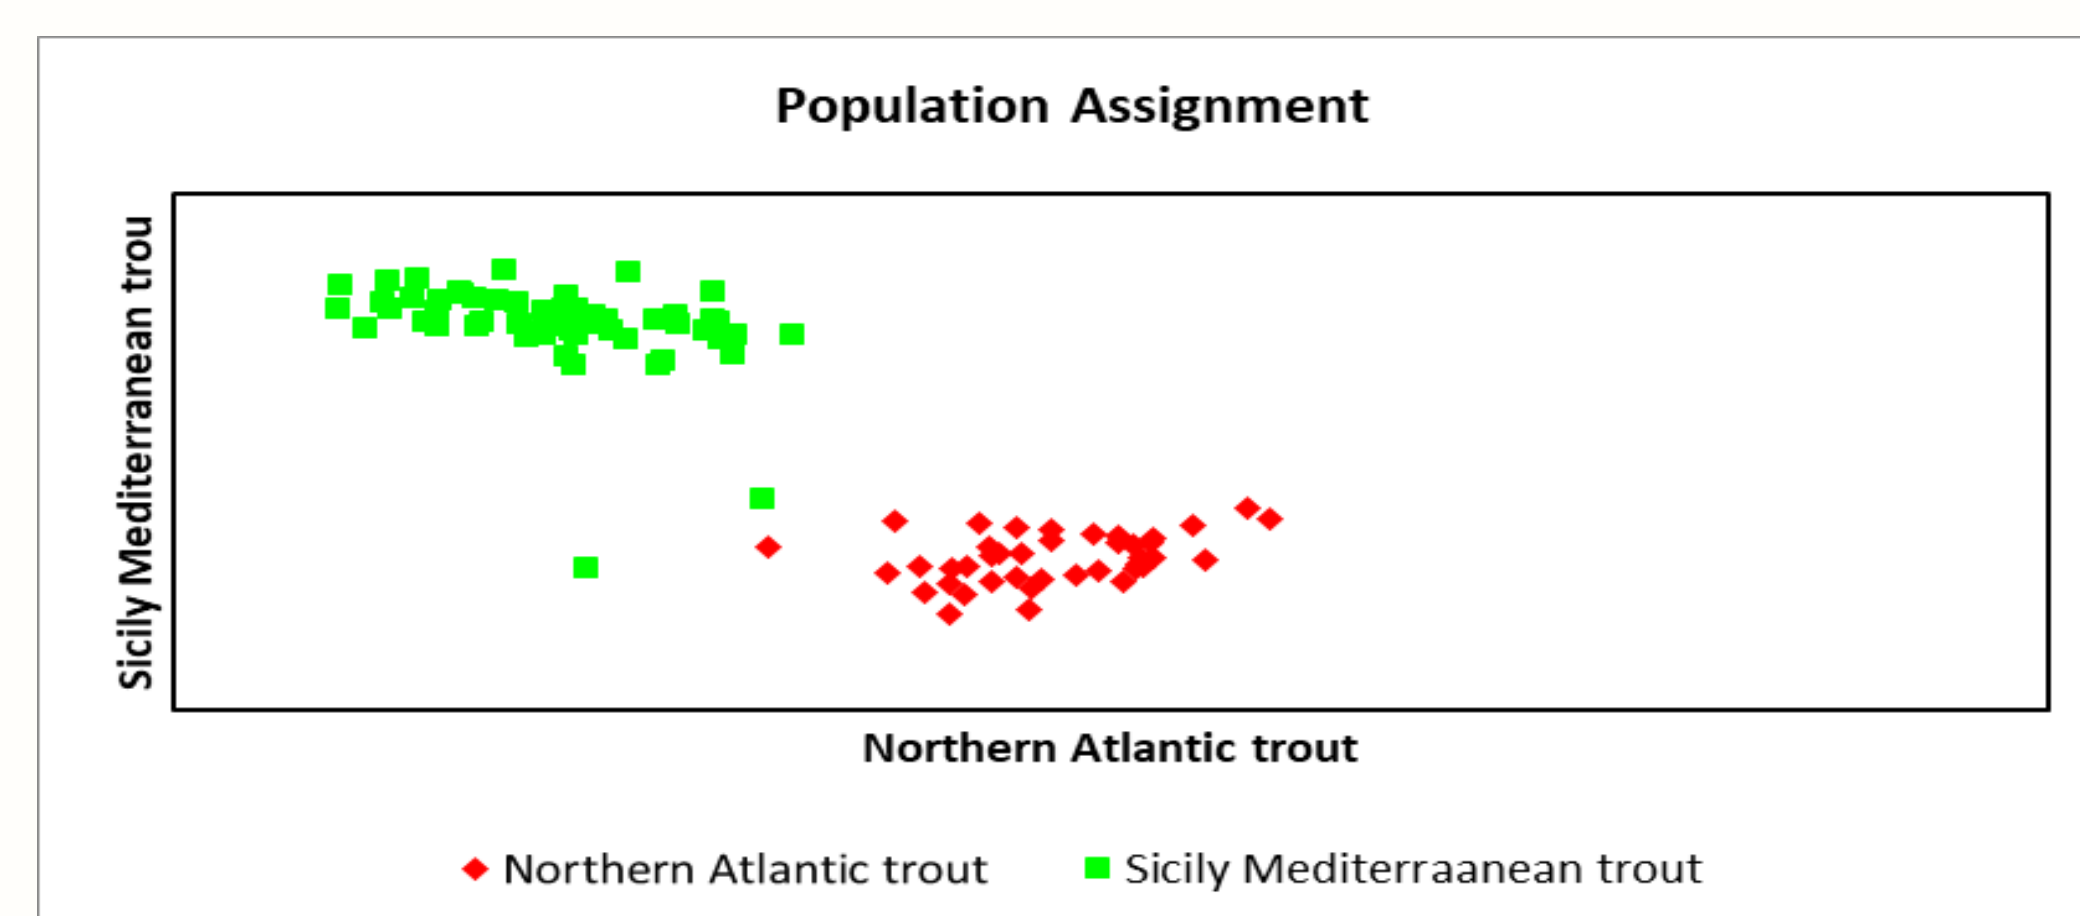 Population Assignment
Sicily Mediterranean trou
Northern Atlantic trout
Northern Atlantic trout
Sicily Mediterraanean trout